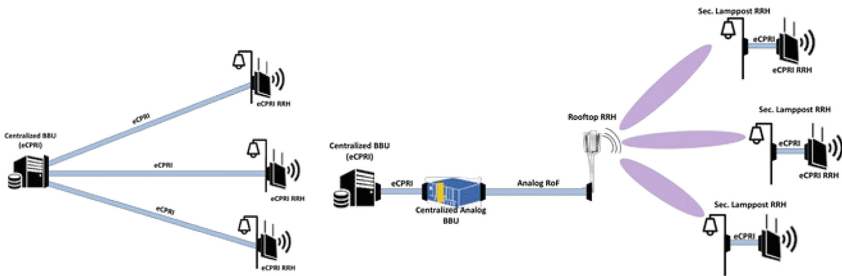 Centralized BBU
(eCPRI)
eCPRI
eCPRI
eCPRI
eCPRI RRH
eCPRI RRH
eCPRI RRH
Centralized BBU
(eCPRI)
eCPRI
Centralized Analog
BBU
Analog RoF
Rooftop RRH
Sec. Lamppost RRH
eCPRI
eCPRI RRH
Sec. Lamppost RRH
eCPRI
eCPRI RRH
Sec. Lamppost RRH
eCPRI
eCPRI RRH